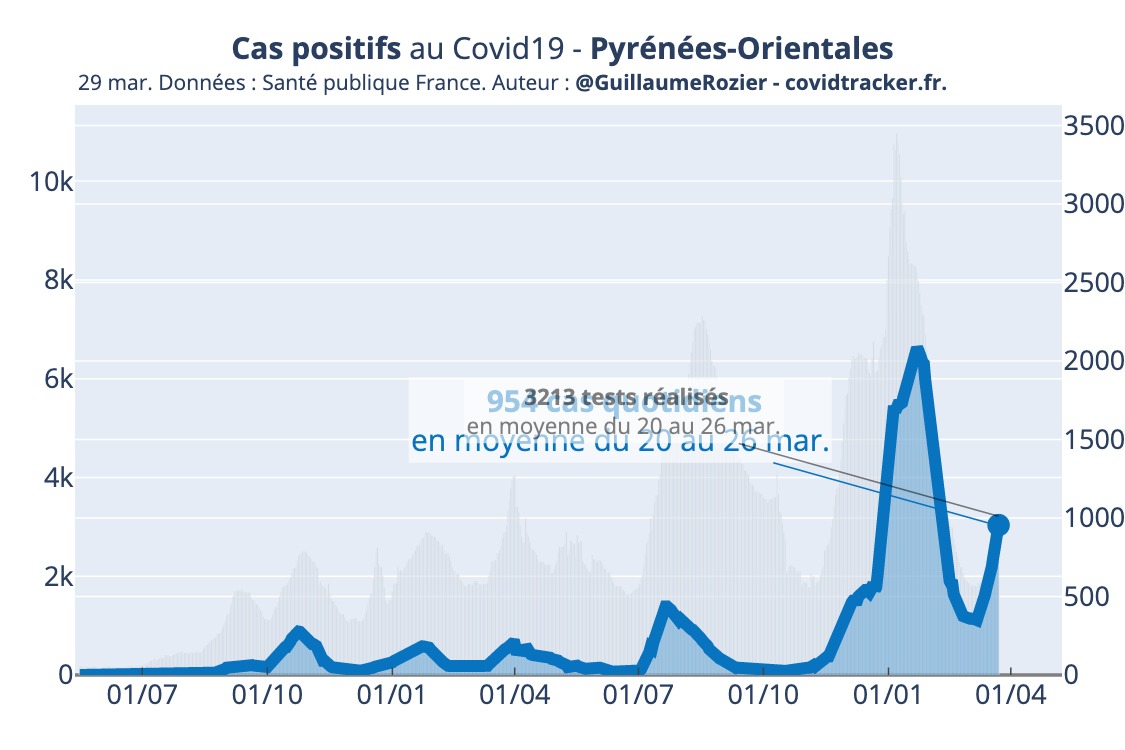 Cas positifs au Covid19 - Pyrénées-Orientales
29 mar. Données : Santé publique France. Auteur : @GuillaumeRozier - covidtracker.fr.
3500
10k
3000
8k
2500
2000
6k
3213 tests réalisés
954 cas quotidiens
en moyenne du 20 au 26 mar.
en moyenne du 20 au 26 mar.
1500
4k
1000
2k
500
0
0
01/07
01/10
01/01
01/04
01/07
01/10
01/01
01/04